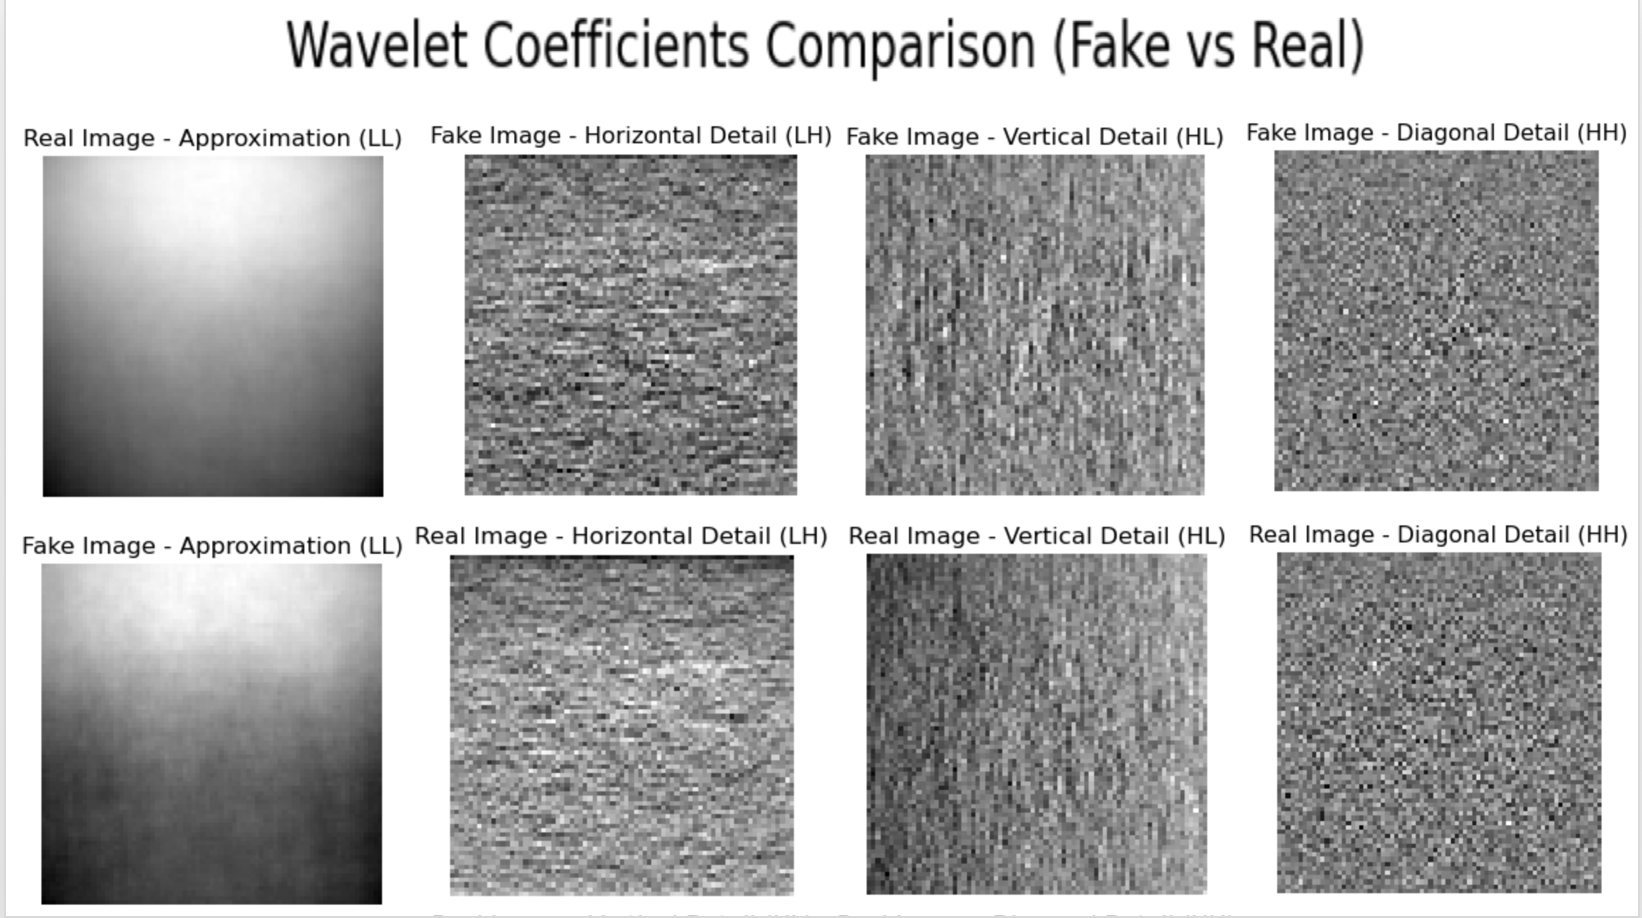 Wavelet Coefficients Comparison (Fake vs Real)
Real Image - Approximation (LL)
Fake Image - Horizontal Detail (LH)
Fake Image - Vertical Detail (HL)
Fake Image - Diagonal Detail (HH)
Fake Image - Approximation (LL)
Real Image - Horizontal Detail (LH)
Real Image - Vertical Detail (HL)
Real Image - Diagonal Detail (HH)